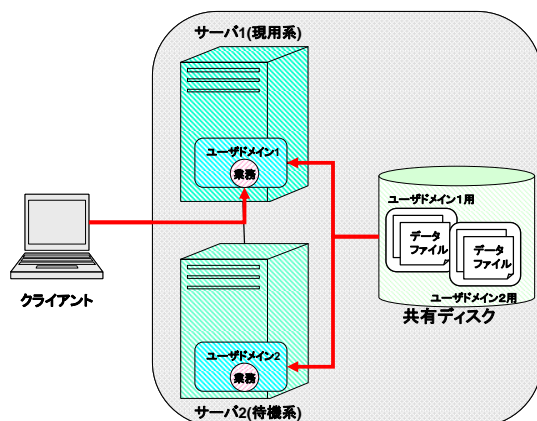 サーバ1(現用系)
ユーザドメイン1
業務
クライアント
ユーザドメイン1用
データ
ファイル
データ
ファイル
ユーザドメイン2用
共有ディスク
ユーザドメイン2
業務
サーバ2(待機系)